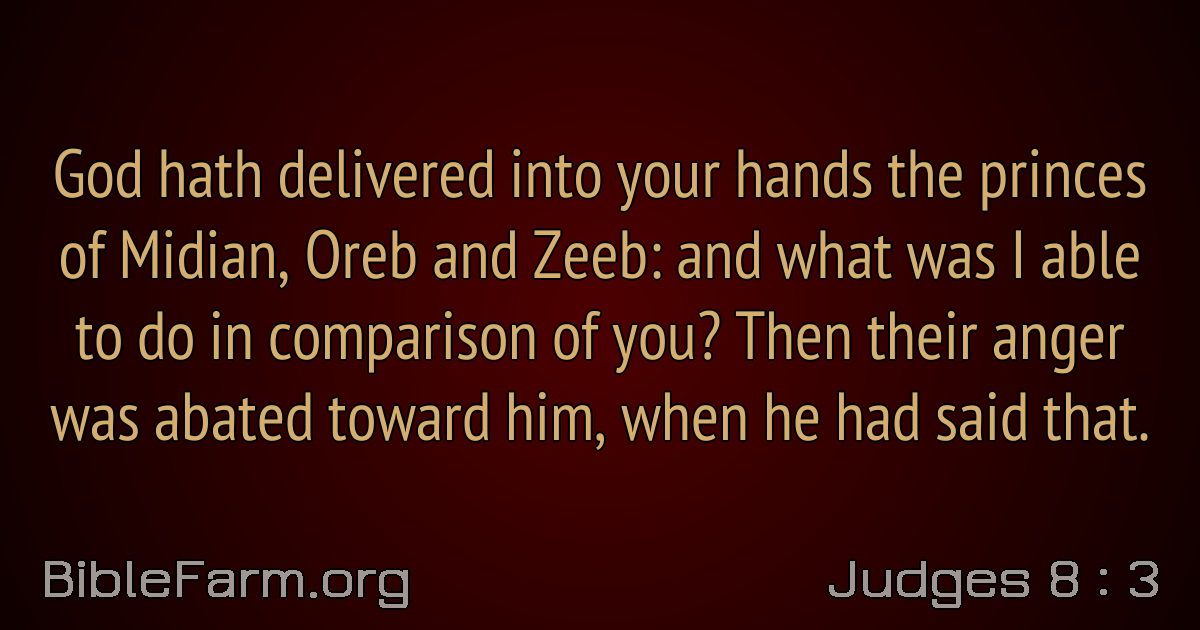 God hath delivered into your hands the princes
of Midian, Oreb and Zeeb: and what was I able
to do in comparison of you? Then their anger
was abated toward him, when he had said that.
BibleFarm.org
Judges 8 : 3